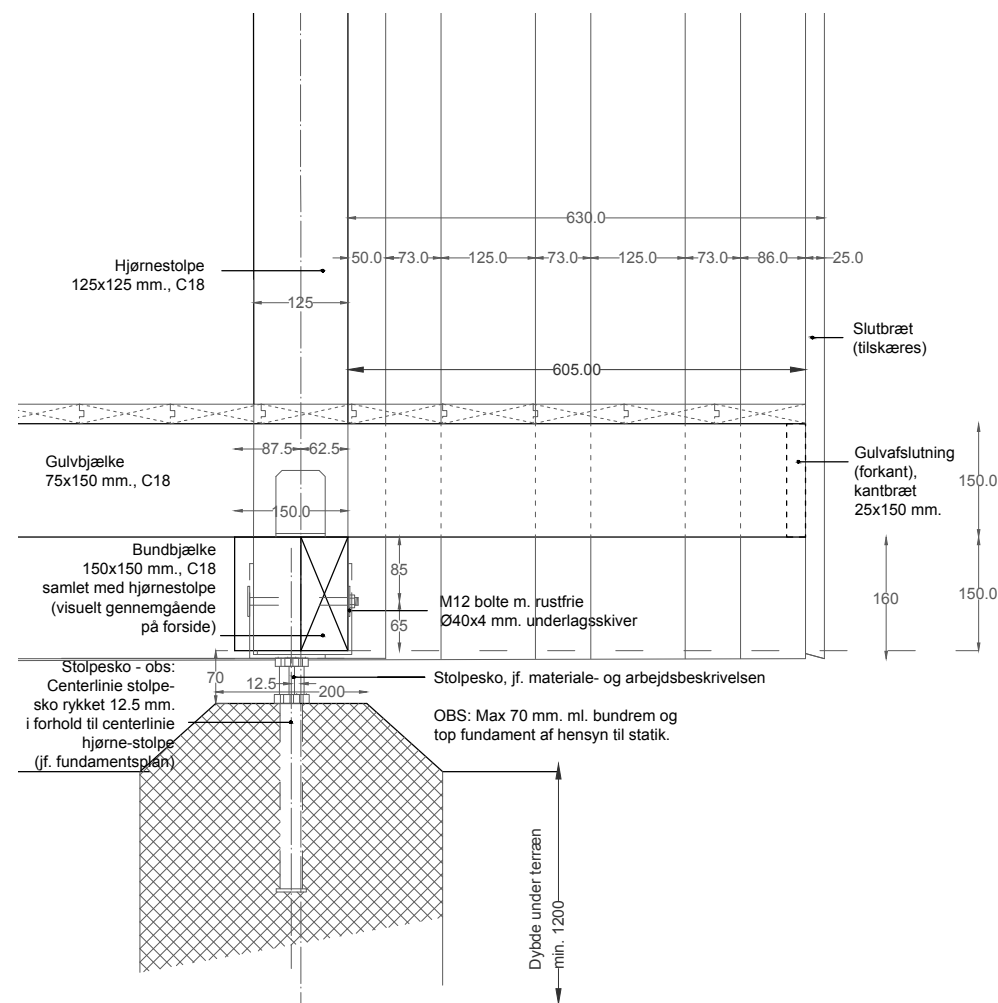 630.0
50.0
73.0
125.0
73.0
125.0
73.0
86.0
25.0
Hjørnestolpe
125x125 mm., C18
125
Slutbræt
(tilskæres)
605.00
87.5
62.5
Gulvbjælke
75x150 mm., C18
Gulvafslutning
(forkant),
kantbræt
25x150 mm.
150.0
150.0
Bundbjælke
150x150 mm., C18
samlet med hjørnestolpe
(visuelt gennemgående
på forside)
85
65
M12 bolte m. rustfrie
Ø40x4 mm. underlagsskiver
160
150.0
Stolpesko - obs:
Centerlinie stolpe-
sko rykket 12.5 mm.
i forhold til centerlinie
hjørne-stolpe
(jf. fundamentsplan)
70
12.5
200
Stolpesko, jf. materiale- og arbejdsbeskrivelsen
OBS: Max 70 mm. ml. bundrem og
top fundament af hensyn til statik.
Dybde under terræn
min. 1200